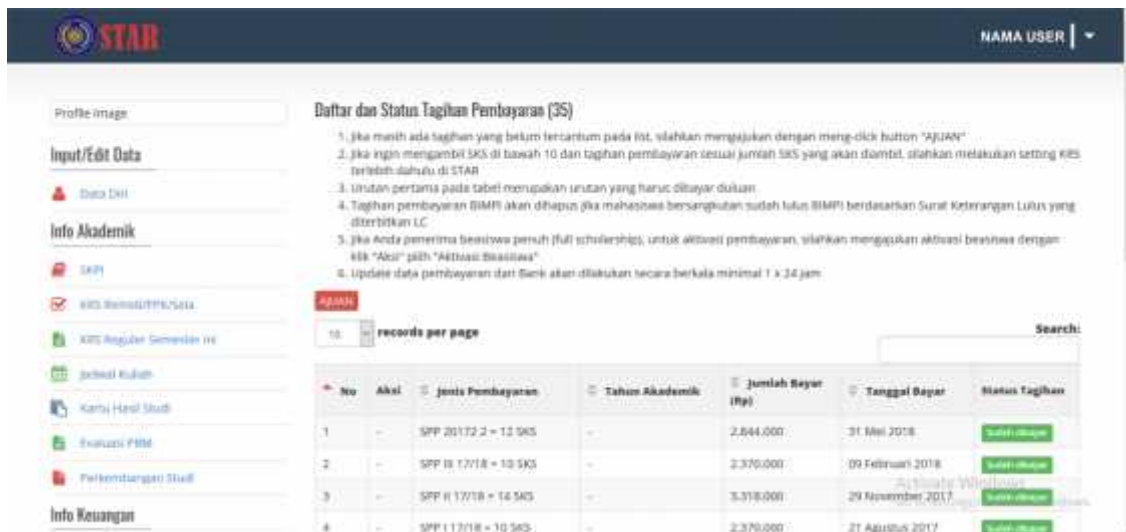 STAR
NAMA USER
Profile image
Input/Edit Data
Data Diri
Info Akademik
SKPI
KRS Remidi/PPK/Sela
KRS Reguler Semester Ini
Jadwal Kuliah
Kartu Hasil Studi
Evaluasi PBM
Perkembangan Studi
Info Keuangan
Daftar dan Status Tagihan Pembayaran (35)
1. Jika masih ada tagihan yang belum tercantum pada list, silahkan mengajukan dengan meng-click button "AJUAN"
2. Jika ingin mengambil SKS di bawah 10 dan tagihan pembayaran sesuai jumlah SKS yang akan diambil, silahkan melakukan setting KRS
terlebih dahulu di STAR
3. Urutan pertama pada tabel merupakan urutan yang harus dibayar duluan
4. Tagihan pembayaran BIMPI akan dihapus jika mahasiswa bersangkutan sudah lulus BIMPI berdasarkan Surat Keterangan Lulus yang
diterbitkan LC
5. Jika Anda penerima beasiswa penuh (full scholarship), untuk aktivasi pembayaran, silahkan mengajukan aktivasi beasiswa dengan
klik "Aksi" pilih "Aktivasi Beasiswa"
6. Update data pembayaran dari Bank akan dilakukan secara berkala minimal 1 x 24 jam
AJUAN
10 records per page
Search:
No Aksi Jenis Pembayaran Tahun Akademik Jumlah Bayar (Rp) Tanggal Bayar Status Tagihan
1 - SPP 20172 2 = 12 SKS - 2.844.000 31 Mei 2018 Sudah dibayar
2 - SPP III 17/18 = 10 SKS - 2.370.000 09 Februari 2018 Sudah dibayar
Activate Windows
3 - SPP II 17/18 = 14 SKS - 3.318.000 29 November 2017 Sudah dibayar
4 - SPP I 17/18 = 10 SKS - 2.370.000 21 Agustus 2017 Sudah dibayar